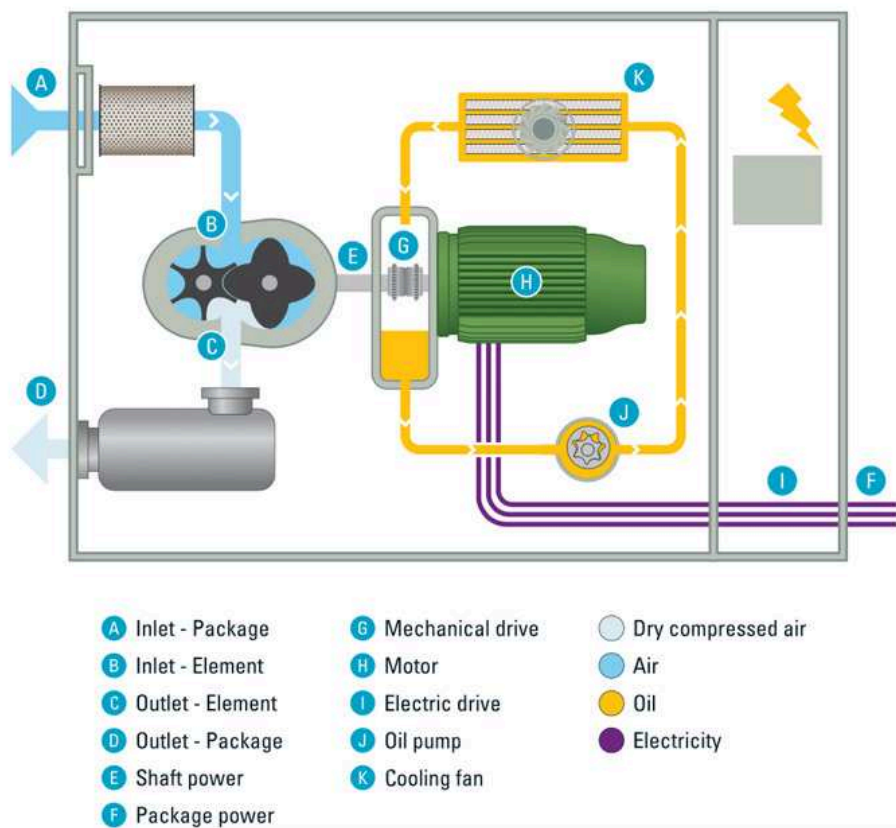 A
K
B
G
E
H
C
D
J
I
F
A Inlet - Package
B Inlet - Element
C Outlet - Element
D Outlet - Package
E Shaft power
F Package power
G Mechanical drive
H Motor
I Electric drive
J Oil pump
K Cooling fan
Dry compressed air
Air
Oil
Electricity